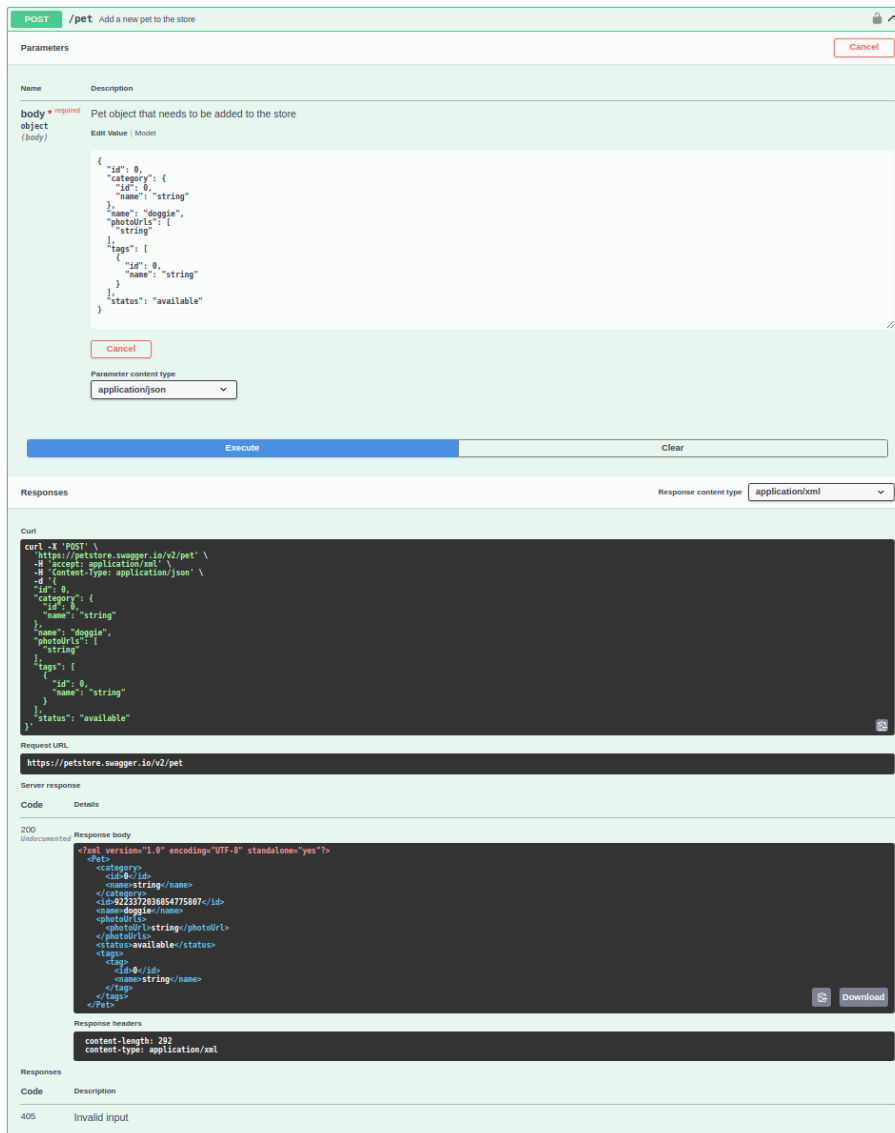 POST /pet Add a new pet to the store
Parameters
Cancel
Name Description
body * required Pet object that needs to be added to the store
object
(body)
Edit Value | Model
{
  "id": 0,
  "category": {
    "id": 0,
    "name": "string"
  },
  "name": "doggie",
  "photoUrls": [
    "string"
  ],
  "tags": [
    {
      "id": 0,
      "name": "string"
    }
  ],
  "status": "available"
}
Cancel
Parameter content type
application/json
Execute
Clear
Responses
Response content type
application/xml
Curl
curl -X 'POST' \
  'https://petstore.swagger.io/v2/pet' \
  -H 'accept: application/xml' \
  -H 'Content-Type: application/json' \
  -d '{
  "id": 0,
  "category": {
    "id": 0,
    "name": "string"
  },
  "name": "doggie",
  "photoUrls": [
    "string"
  ],
  "tags": [
    {
      "id": 0,
      "name": "string"
    }
  ],
  "status": "available"
}'
Request URL
https://petstore.swagger.io/v2/pet
Server response
Code Details
200
Undocumented
Response body
<?xml version="1.0" encoding="UTF-8" standalone="yes"?>
  <Pet>
    <category>
      <id>0</id>
      <name>string</name>
    </category>
    <id>9223372036854775807</id>
    <name>doggie</name>
    <photoUrls>
      <photoUrl>string</photoUrl>
    </photoUrls>
    <status>available</status>
    <tags>
      <tag>
        <id>0</id>
        <name>string</name>
      </tag>
    </tags>
  </Pet>
Download
Response headers
content-length: 292
content-type: application/xml
Responses
Code Description
405 Invalid input